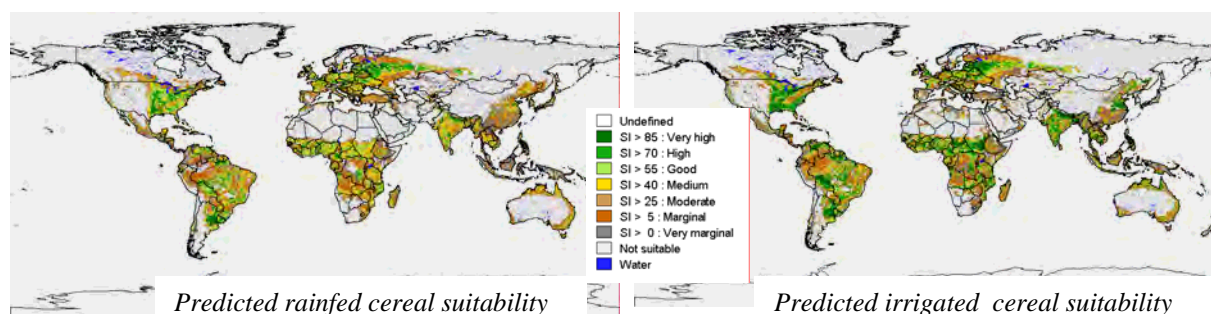 Undefined
SI > 85 : Very high
SI > 70 : High
SI > 55 : Good
SI > 40 : Medium
SI > 25 : Moderate
SI > 5 : Marginal
SI > 0 : Very marginal
Not suitable
Water
Predicted rainfed cereal suitability
Predicted irrigated cereal suitability